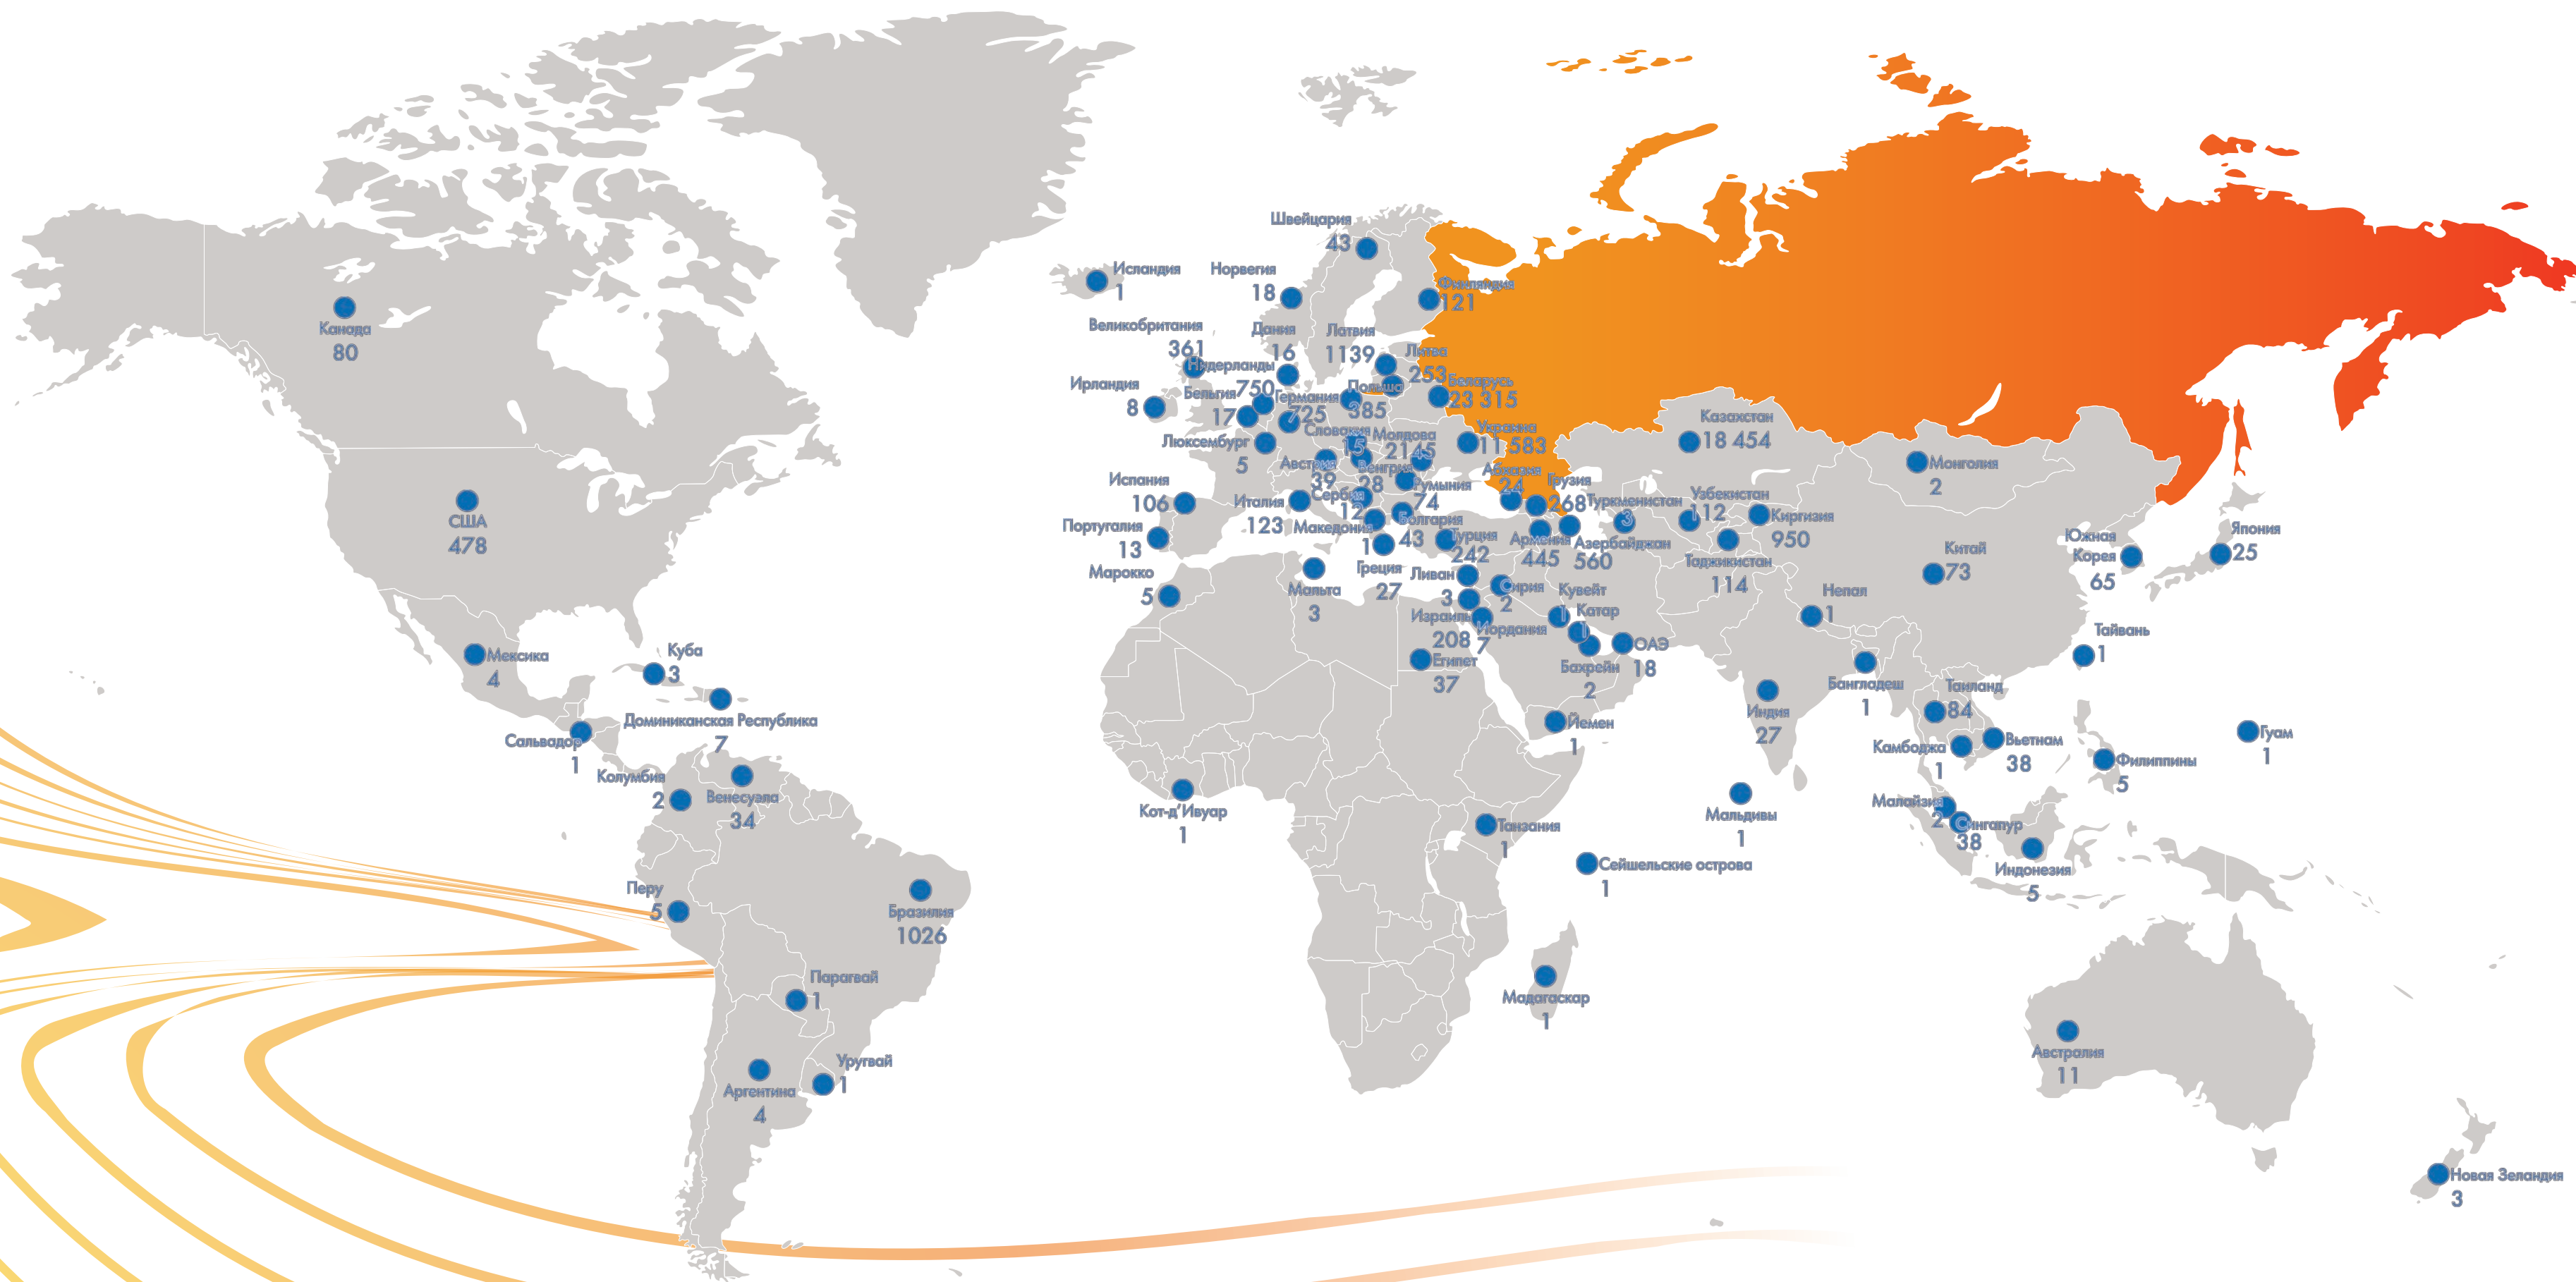 Канада
80
США
478
Мексика
4
Куба
3
Доминиканская Республика
7
Сальвадор
1
Колумбия
2
Венесуэла
34
Перу
5
Бразилия
1026
Парагвай
1
Уругвай
1
Аргентина
4
Исландия
1
Швейцария
43
Норвегия
18
Финляндия
121
Великобритания
361
Дания
16
Латвия
1139
Литва
253
Нидерланды
750
Ирландия
8
Бельгия
17
Германия
725
Польша
385
Беларусь
23 315
Люксембург
5
Словакия
15
Молдова
2145
Украина
11 583
Австрия
39
Венгрия
28
Румыния
74
Абхазия
24
Грузия
268
Испания
106
Португалия
13
Италия
123
Сербия
12
Македония
1
Болгария
43
Турция
242
Армения
445
Азербайджан
560
Греция
27
Мальта
3
Марокко
5
Ливан
3
Сирия
2
Израиль
208
Иордания
7
Египет
37
Кувейт
1
Катар
1
Бахрейн
2
ОАЭ
18
Йемен
1
Кот-д'Ивуар
1
Танзания
1
Сейшельские острова
1
Мадагаскар
1
Казахстан
18 454
Туркменистан
3
Узбекистан
112
Киргизия
950
Таджикистан
114
Монголия
2
Китай
73
Непал
1
Южная
Корея
65
Япония
25
Тайвань
1
Бангладеш
1
Индия
27
Мальдивы
1
Таиланд
84
Камбоджа
1
Вьетнам
38
Филиппины
5
Гуам
1
Малайзия
2
Сингапур
38
Индонезия
5
Австралия
11
Новая Зеландия
3